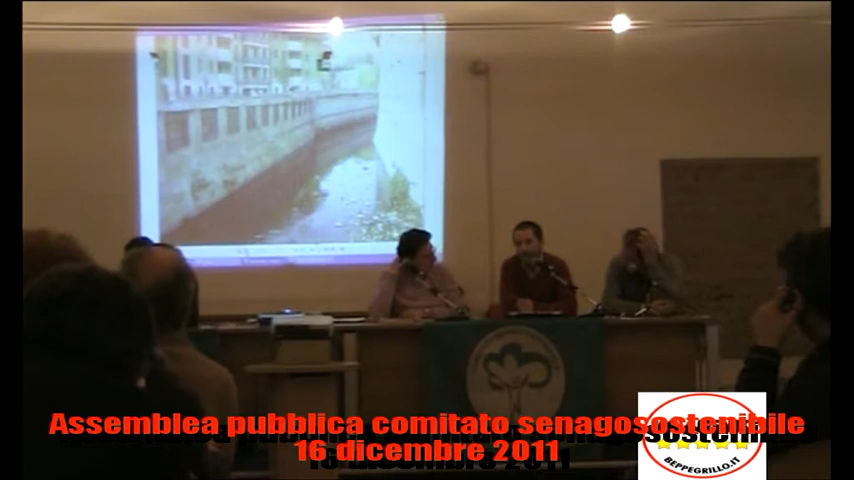 Assemblea pubblica comitato senagosostenibile
16 dicembre 2011
BEPPEGRILLO.IT